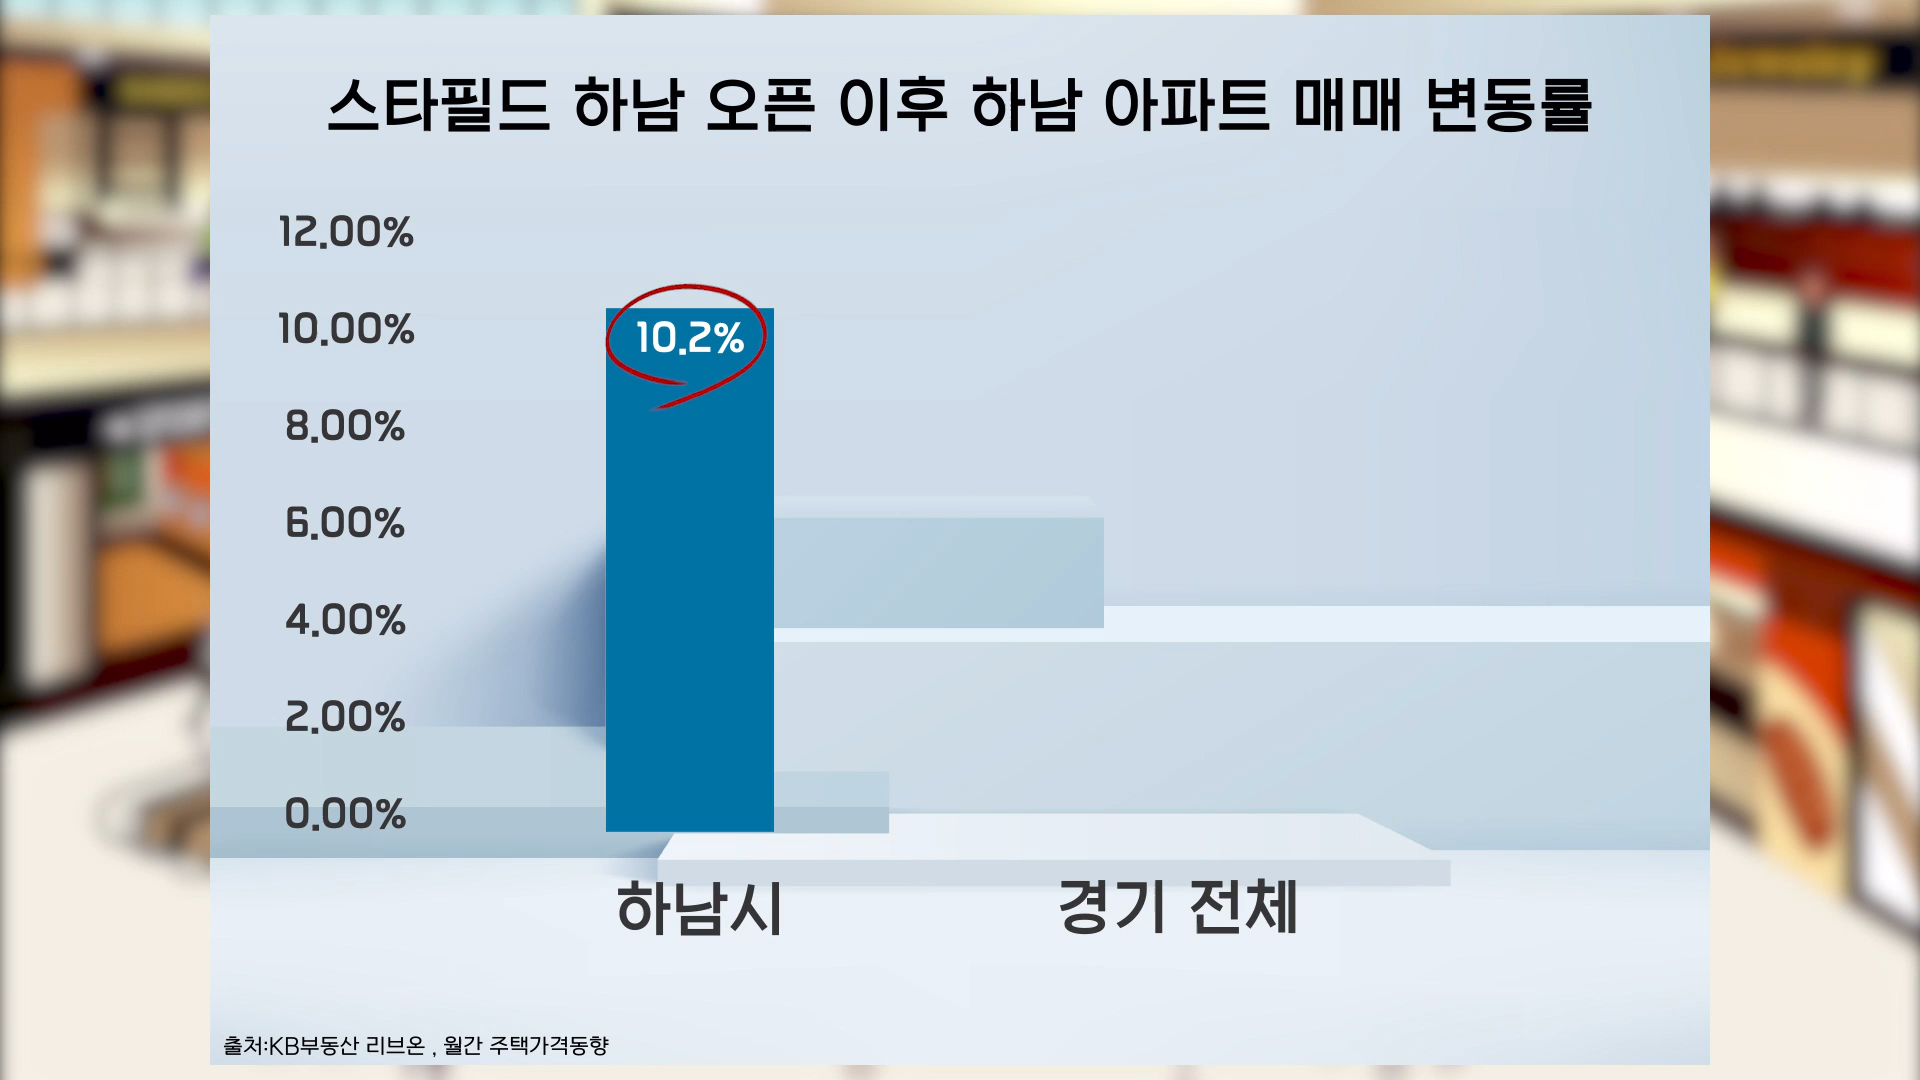 스타필드 하남 오픈 이후 하남 아파트 매매 변동률
12.00%
10.00%
10.2%
8.00%
6.00%
4.00%
2.00%
0.00%
하남시 경기 전체
출처:KB부동산 리브온 , 월간 주택가격동향